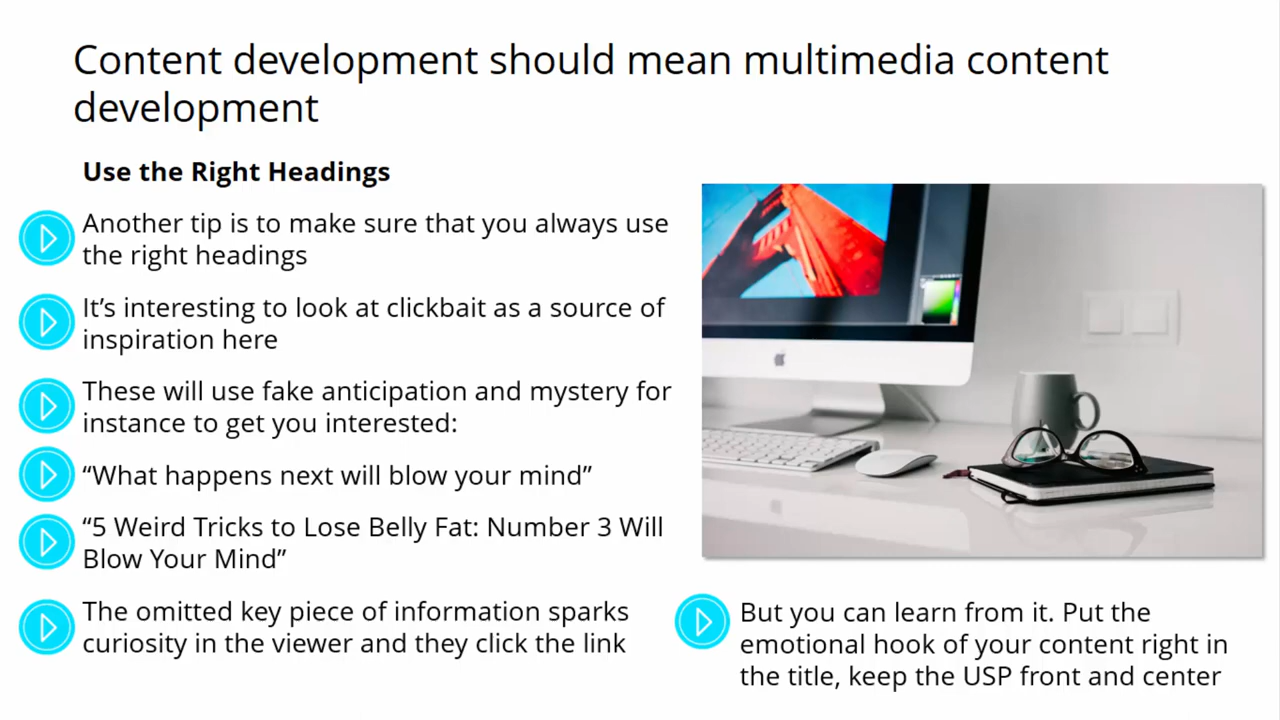 Content development should mean multimedia content
development
Use the Right Headings
Another tip is to make sure that you always use
the right headings
It’s interesting to look at clickbait as a source of
inspiration here
These will use fake anticipation and mystery for
instance to get you interested:
“What happens next will blow your mind”
“5 Weird Tricks to Lose Belly Fat: Number 3 Will
Blow Your Mind”
The omitted key piece of information sparks
curiosity in the viewer and they click the link
But you can learn from it. Put the
emotional hook of your content right in
the title, keep the USP front and center